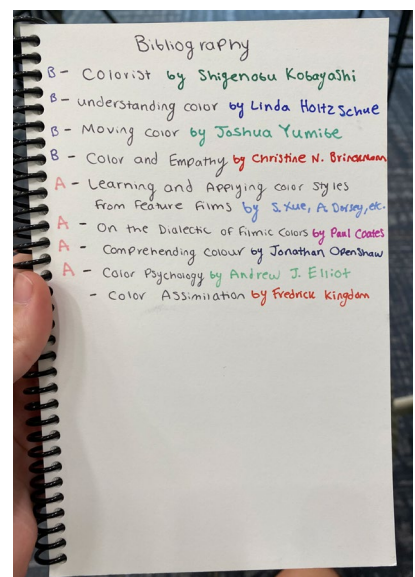 Bibliography
B - Colorist by Shigenobu Kobayashi
B - understanding color by Linda Holtzschue
B - Moving color by Joshua Yumibe
B - Color and Empathy by Christine N. Brinckmann
A - Learning and Applying color styles
From feature films by S. Xue, A. Dorsey, etc.
A - On the Dialectic of Filmic Colors by Paul Coates
A - Comprehending Colour by Jonathan Openshaw
A - Color Psychology by Andrew J. Elliot
- Color Assimilation by Fredrick Kingdom